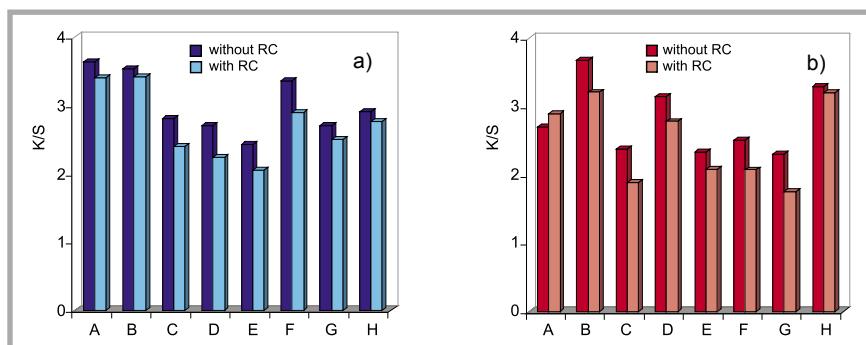 4
3
2
1
0
K/S
without RC
with RC
a)
A B C D E F G H
4
3
2
1
0
K/S
without RC
with RC
b)
A B C D E F G H